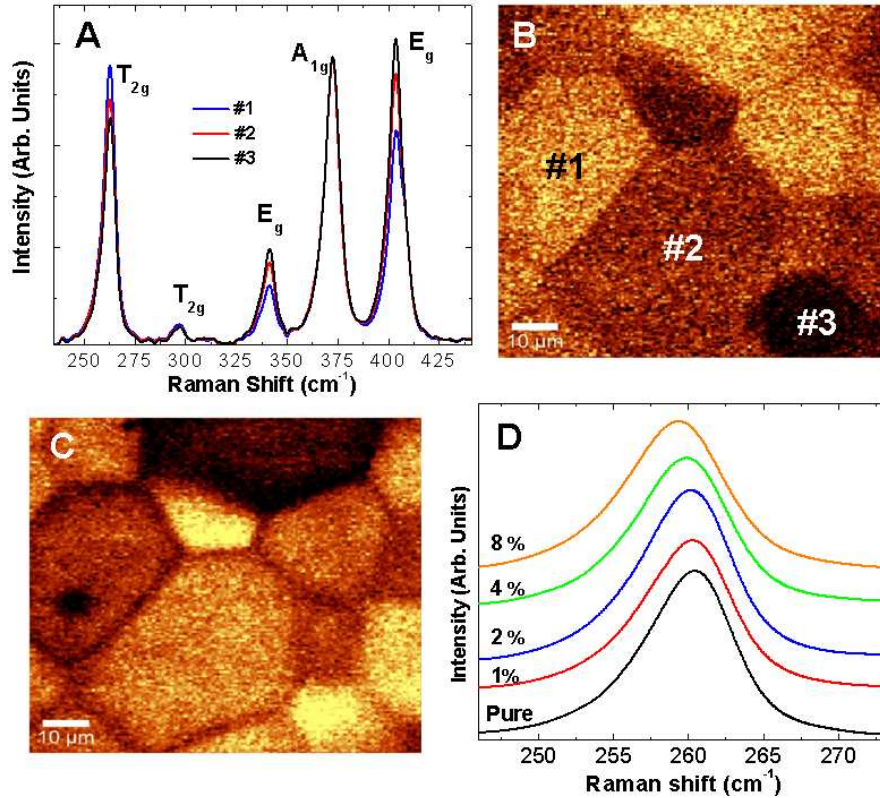 A
T2g
T2g
Eg
A1g
Eg
#1
#2
#3
Intensity (Arb. Units)
250 275 300 325 350 375 400 425
Raman Shift (cm-1)
B
#1
#2
#3
10 µm
C
10 µm
D
8 %
4 %
2 %
1%
Pure
Intensity (Arb. Units)
250 255 260 265 270
Raman shift (cm-1)